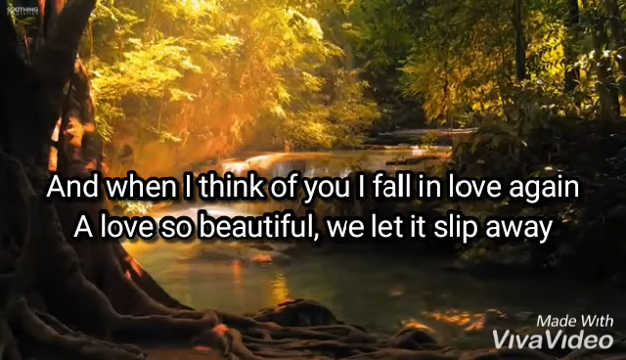 SOOTHING
And when I think of you I fall in love again
A love so beautiful, we let it slip away
Made With
VivaVideo